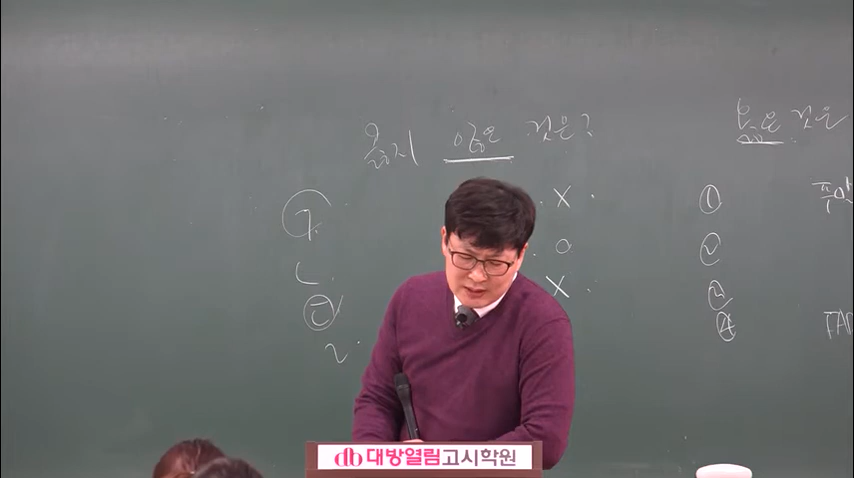 옳지 않은 것은?
옳은 것은
ㄱ. X.
ㄴ. O
ㄷ X.
ㄹ.
①
②
③
④
db 대방열림고시학원